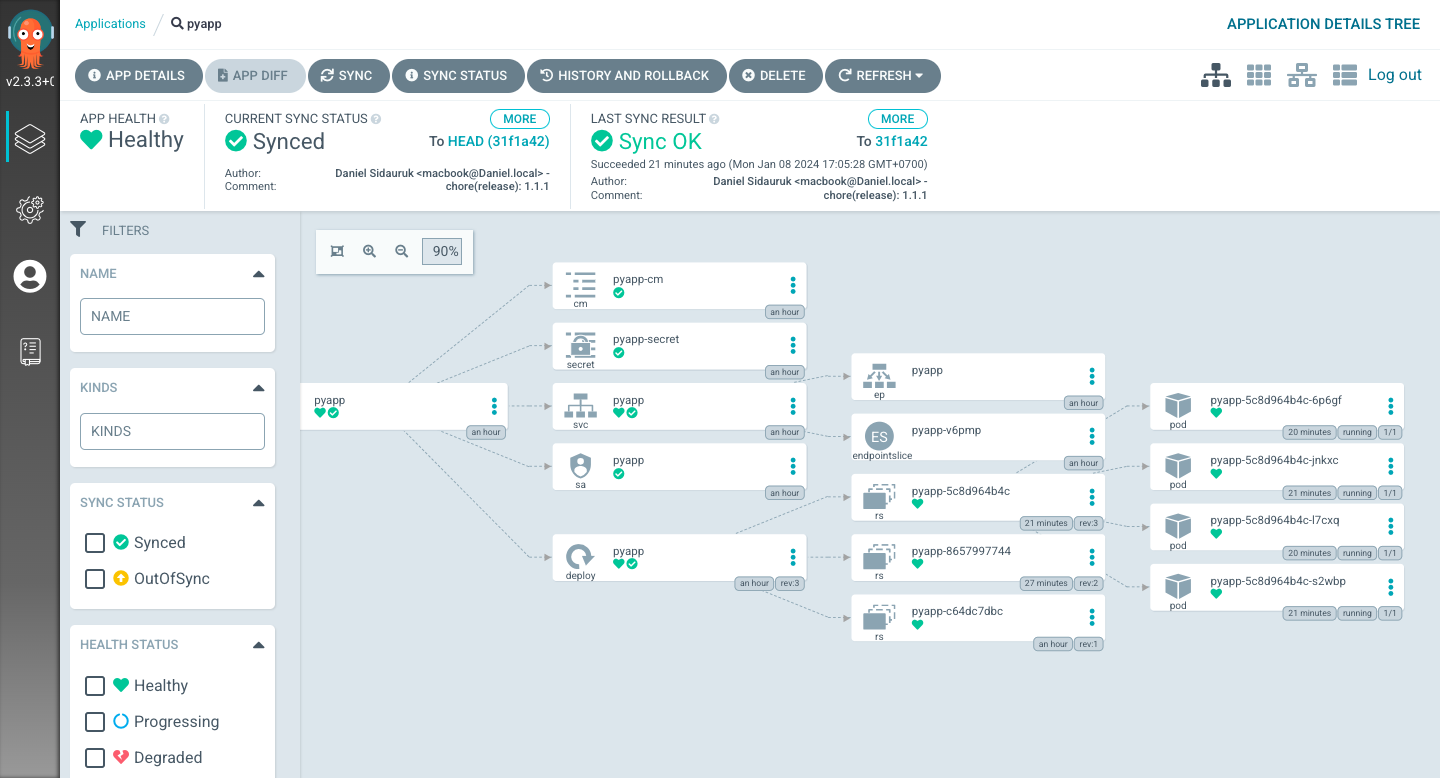 Applications / pyapp
APPLICATION DETAILS TREE
v2.3.3+0
APP DETAILS
APP DIFF
SYNC
SYNC STATUS
HISTORY AND ROLLBACK
DELETE
REFRESH
Log out
APP HEALTH
Healthy
CURRENT SYNC STATUS
MORE
Synced
To HEAD (31f1a42)
Author:
Daniel Sidauruk <macbook@Daniel.local> -
Comment:
chore(release): 1.1.1
LAST SYNC RESULT
MORE
Sync OK
To 31f1a42
Succeeded 21 minutes ago (Mon Jan 08 2024 17:05:28 GMT+0700)
Author:
Daniel Sidauruk <macbook@Daniel.local> -
Comment:
chore(release): 1.1.1
FILTERS
NAME
NAME
KINDS
KINDS
SYNC STATUS
Synced
OutOfSync
HEALTH STATUS
Healthy
Progressing
Degraded
90%
pyapp
an hour
pyapp-cm
cm
an hour
pyapp-secret
secret
an hour
pyapp
svc
an hour
pyapp
sa
an hour
pyapp
deploy
an hour
rev:3
pyapp
ep
an hour
ES
pyapp-v6pmp
endpointslice
an hour
pyapp-5c8d964b4c
rs
21 minutes
rev:3
pyapp-8657997744
rs
27 minutes
rev:2
pyapp-c64dc7dbc
rs
an hour
rev:1
pyapp-5c8d964b4c-6p6gf
pod
20 minutes
running
1/1
pyapp-5c8d964b4c-jnkxc
pod
21 minutes
running
1/1
pyapp-5c8d964b4c-l7cxq
pod
20 minutes
running
1/1
pyapp-5c8d964b4c-s2wbp
pod
21 minutes
running
1/1